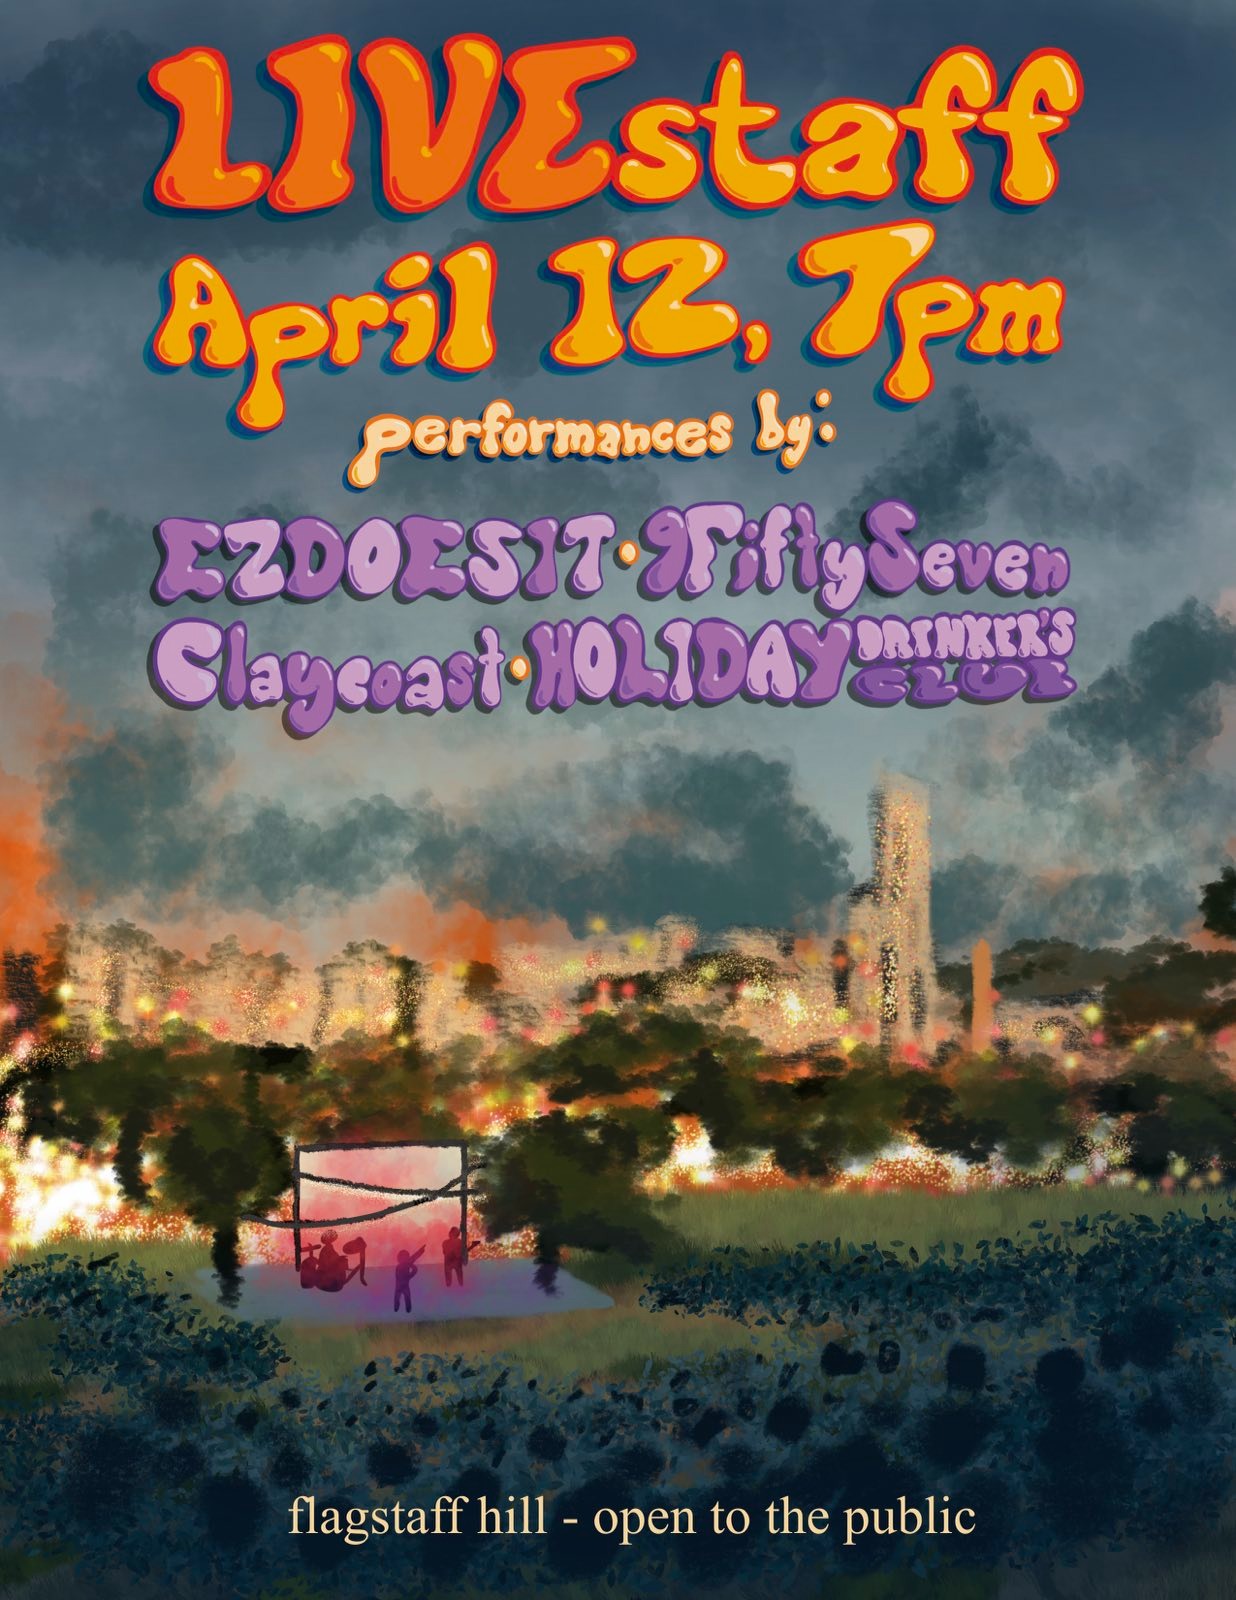 LIVEstaff
April 12, 7pm
performances by:
EZDOESIT • 9FiftySeven
Claycoast • HOLIDAY DRINKER'S CLUB
flagstaff hill - open to the public